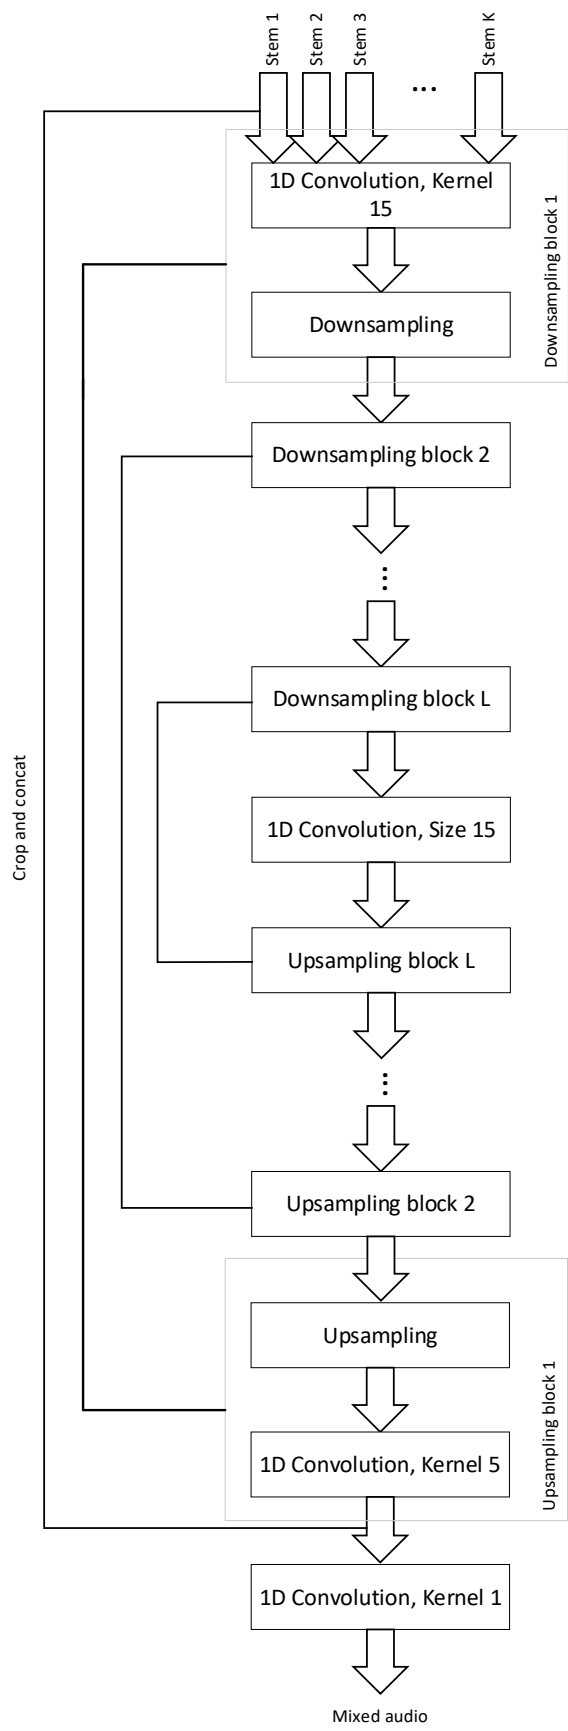 Stem 1
Stem 2
Stem 3
...
Stem K
1D Convolution, Kernel
15
Downsampling
Downsampling block 1
Downsampling block 2
...
Downsampling block L
1D Convolution, Size 15
Crop and concat
Upsampling block L
...
Upsampling block 2
Upsampling
1D Convolution, Kernel 5
Upsampling block 1
1D Convolution, Kernel 1
Mixed audio